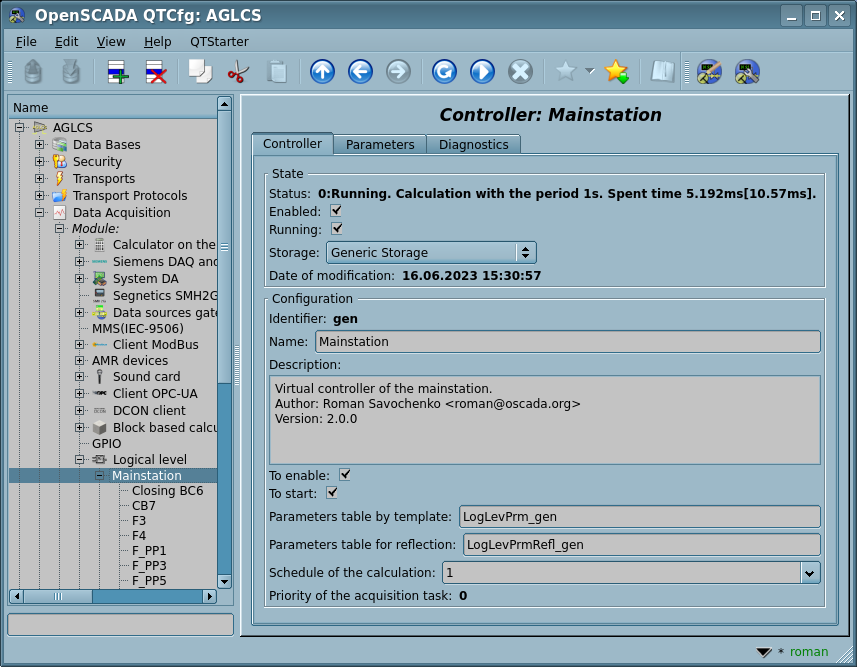 OpenSCADA QTCfg: AGLCS
File Edit View Help QTStarter
Name
AGLCS
Data Bases
Security
Transports
Transport Protocols
Data Acquisition
Module:
Calculator on the
Siemens DAQ and
System DA
Segnetics SMH2G
Data sources gate
MMS(IEC-9506)
Client ModBus
AMR devices
Sound card
Client OPC-UA
DCON client
Block based calcu
GPIO
Logical level
Mainstation
Closing BC6
CB7
F3
F4
F_PP1
F_PP3
F_PP5
Controller: Mainstation
Controller Parameters Diagnostics
State
Status: 0:Running. Calculation with the period 1s. Spent time 5.192ms[10.57ms].
Enabled:
Running:
Storage: Generic Storage
Date of modification: 16.06.2023 15:30:57
Configuration
Identifier: gen
Name: Mainstation
Description:
Virtual controller of the mainstation.
Author: Roman Savochenko <roman@oscada.org>
Version: 2.0.0
To enable:
To start:
Parameters table by template: LogLevPrm_gen
Parameters table for reflection: LogLevPrmRefl_gen
Schedule of the calculation: 1
Priority of the acquisition task: 0
* roman